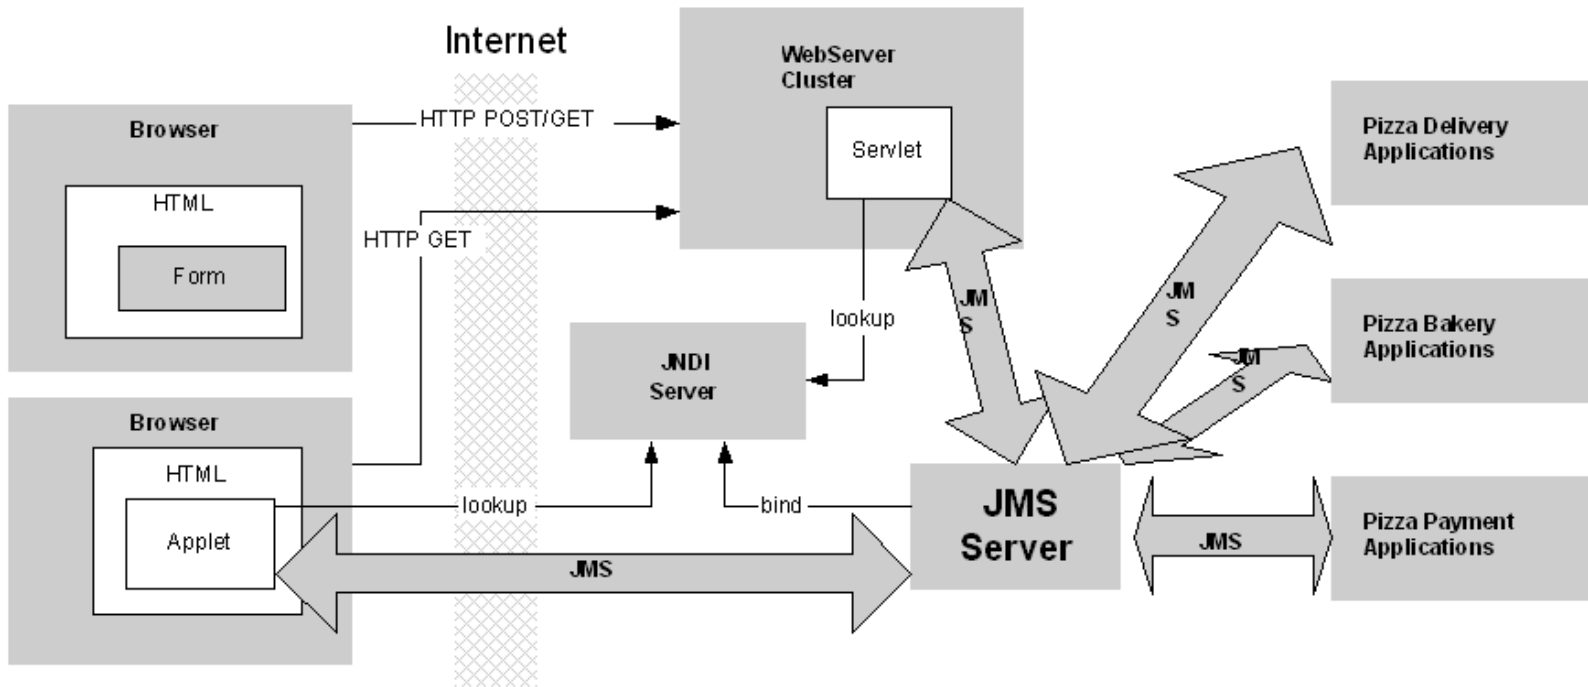 Internet
WebServer
Cluster
Servlet
Browser
HTML
Form
HTTP POST/GET
HTTP GET
Browser
HTML
Applet
lookup
JNDI
Server
lookup
bind
JMS
JM
S
JMS
Server
JM
S
JM
S
JMS
Pizza Delivery
Applications
Pizza Bakery
Applications
Pizza Payment
Applications